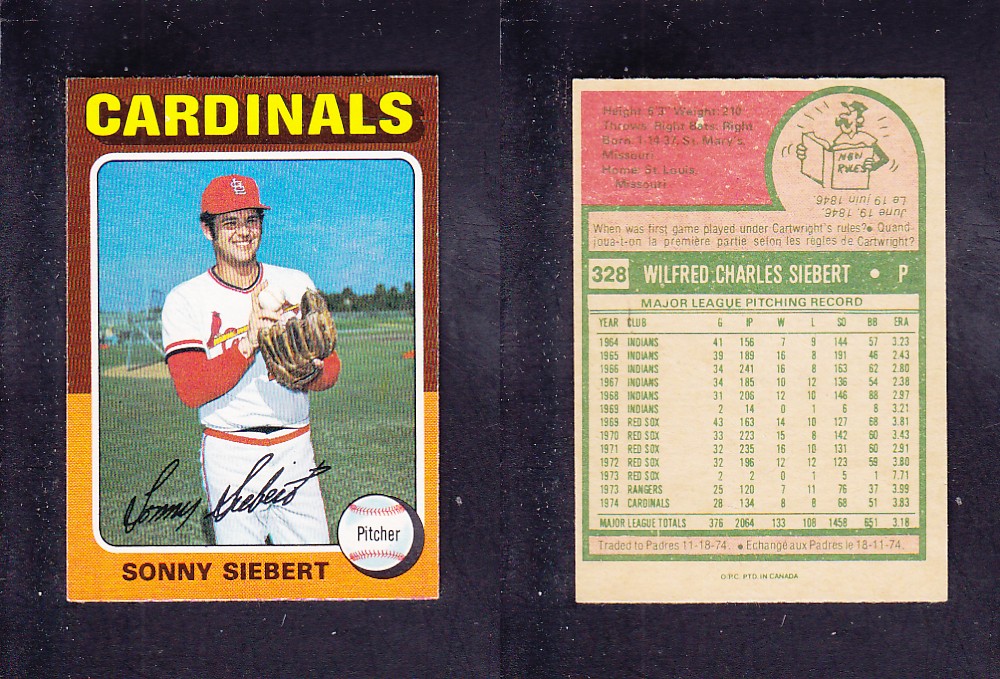 CARDINALS
StL
Sonny Siebert
Pitcher
SONNY SIEBERT
Height: 6'3" Weight: 210
Throws: Right Bats: Right
Born: 1-14-37, St. Mary's,
Missouri
Home: St. Louis,
Missouri
NEW
RULES
June 19, 1846.
Le 19 juin 1846.
When was first game played under Cartwright's rules? ● Quand
joua-t-on la première partie selon les règles de Cartwright?
328 WILFRED CHARLES SIEBERT ● P
MAJOR LEAGUE PITCHING RECORD
YEAR CLUB G IP W L SO BB ERA
1964 INDIANS 41 156 7 9 144 57 3.23
1965 INDIANS 39 189 16 8 191 46 2.43
1966 INDIANS 34 241 16 8 163 62 2.80
1967 INDIANS 34 185 10 12 136 54 2.38
1968 INDIANS 31 206 12 10 146 88 2.97
1969 INDIANS 2 14 0 1 6 8 3.21
1969 RED SOX 43 163 14 10 127 68 3.81
1970 RED SOX 33 223 15 8 142 60 3.43
1971 RED SOX 32 235 16 10 131 60 2.91
1972 RED SOX 32 196 12 12 123 59 3.80
1973 RED SOX 2 2 0 1 5 1 7.71
1973 RANGERS 25 120 7 11 76 37 3.99
1974 CARDINALS 28 134 8 8 68 51 3.83
MAJOR LEAGUE TOTALS 376 2064 133 108 1458 651 3.18
Traded to Padres 11-18-74. ● Echangé aux Padres le 18-11-74.
O.P.C. PTD. IN CANADA